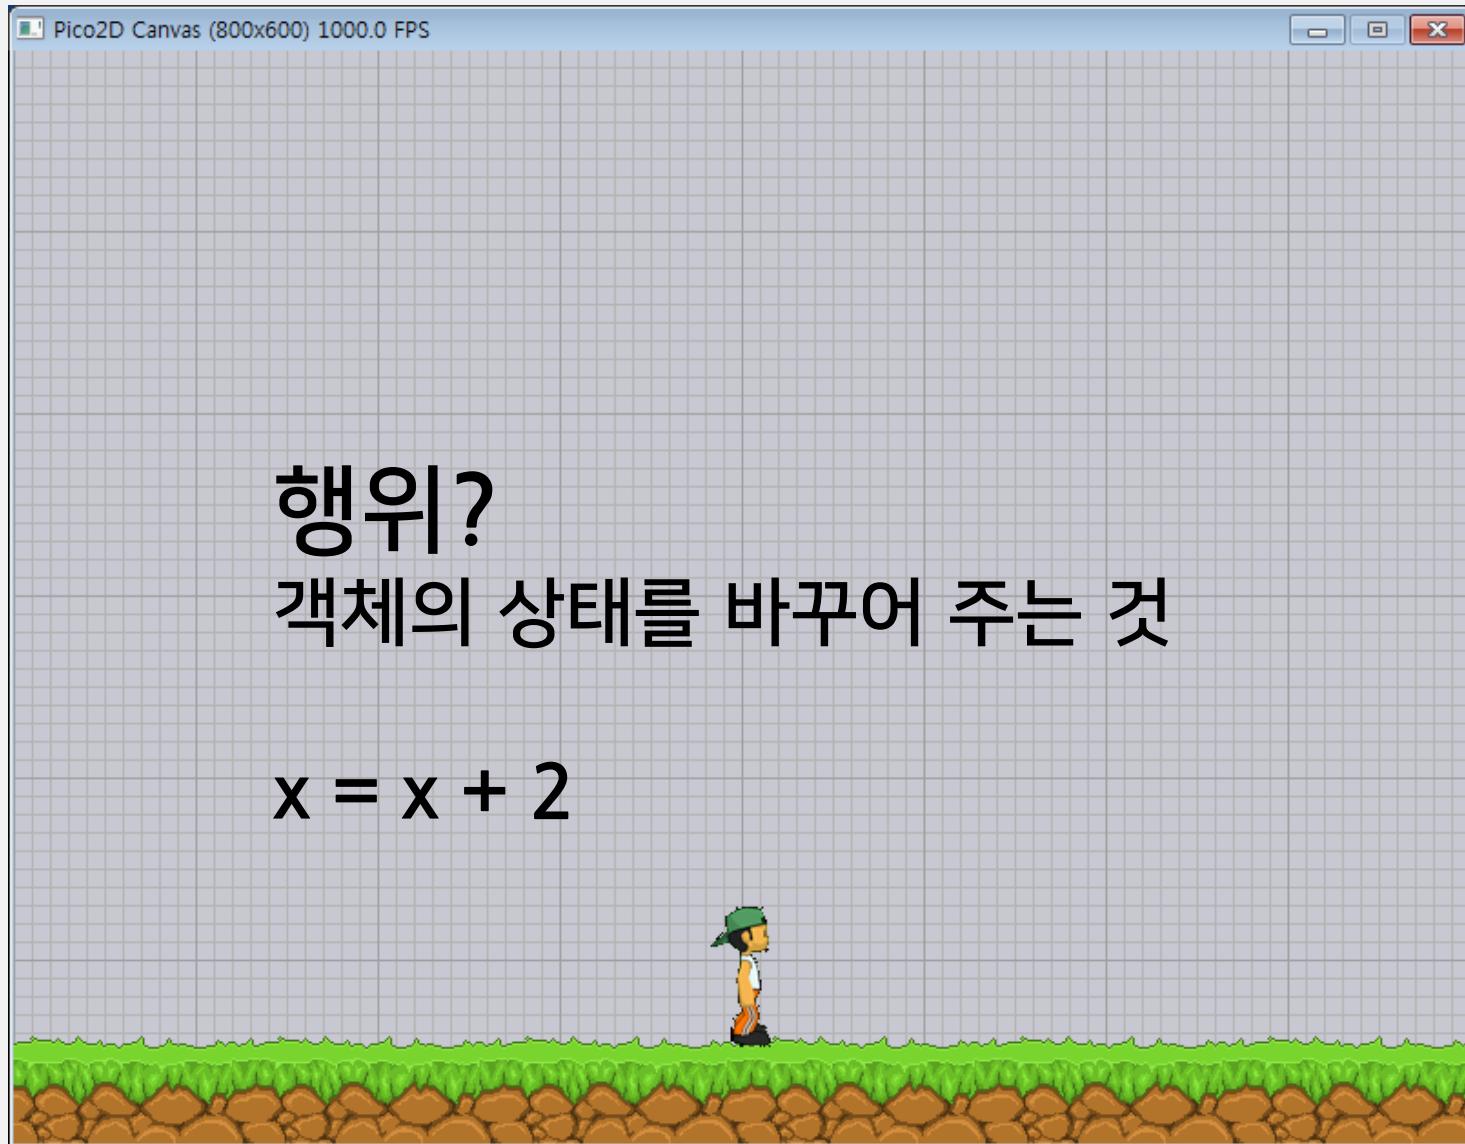 Pico2D Canvas (800x600) 1000.0 FPS
행위?
객체의 상태를 바꾸어 주는 것
x = x + 2